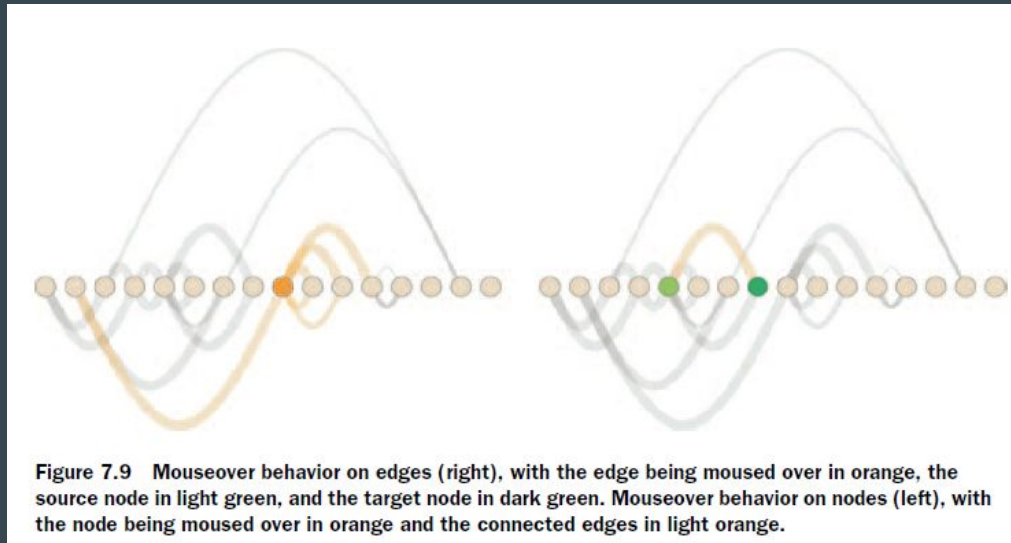 Figure 7.9 Mouseover behavior on edges (right), with the edge being moused over in orange, the
source node in light green, and the target node in dark green. Mouseover behavior on nodes (left), with
the node being moused over in orange and the connected edges in light orange.